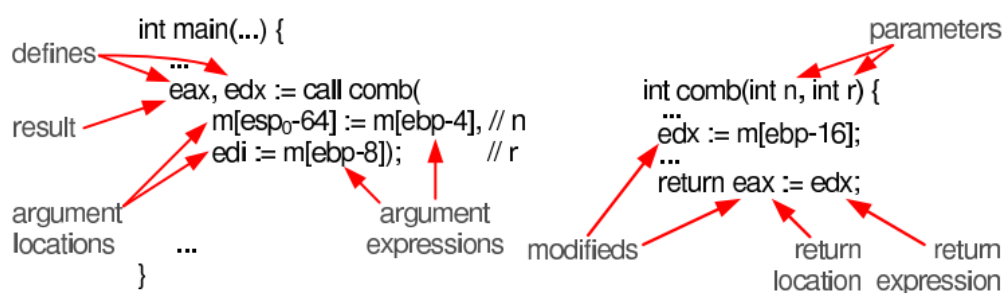 int main(...) {
defines
...
eax, edx := call comb(
result
m[esp₀-64] := m[ebp-4], // n
edi := m[ebp-8]); // r
argument
locations
argument
expressions
...
}
parameters
int comb(int n, int r) {
...
edx := m[ebp-16];
...
return eax := edx;
modifieds
return
location
return
expression